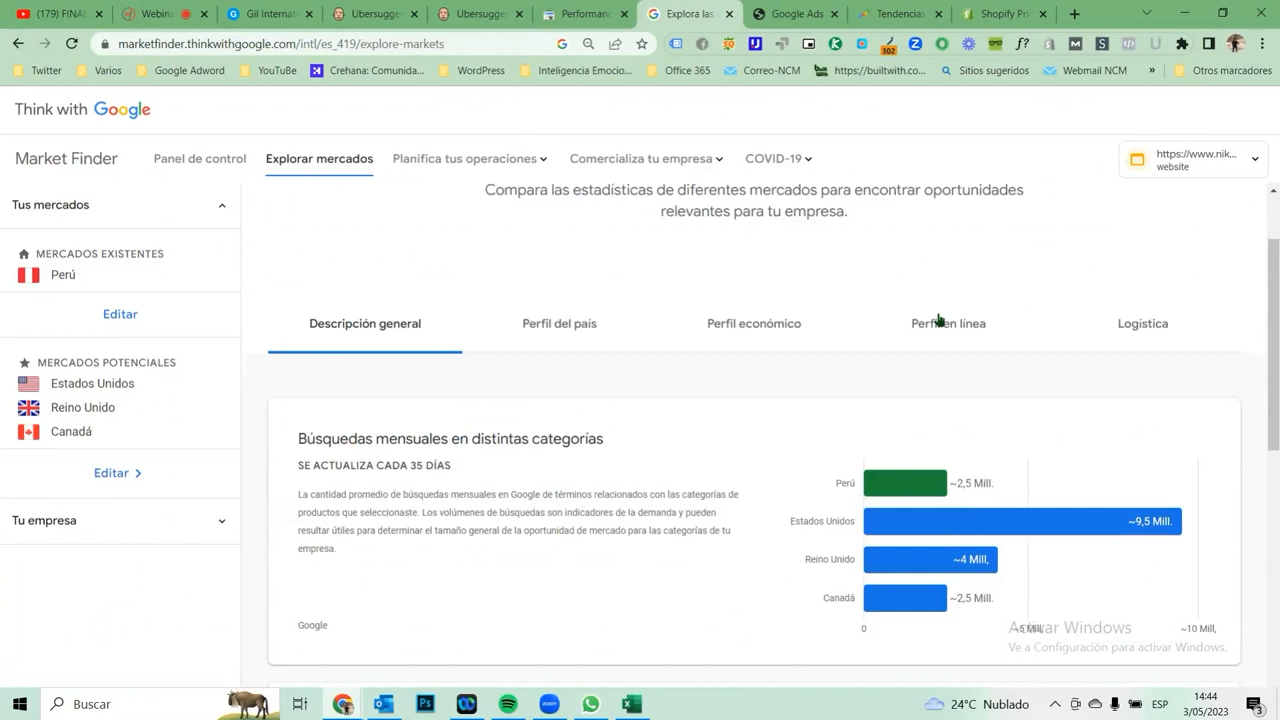 (179) Y
Webina
Gil Internat
Ubersugges
Ubersugges
Performanc
Explora las
Google Ads
Tendencias
Shopify Pri
marketfinder.thinkwithgoogle.com/intl/es_419/explore-markets
302
Twitter
Varios
Google Adword
YouTube
Crehana: Comunida...
WordPress
Inteligencia Emocio...
Office 365
Correo-NCM
https://builtwith.co...
Sitios sugeridos
Webmail NCM
»
Otros marcadores
Think with Google
Market Finder
Panel de control
Explorar mercados
Planifica tus operaciones
Comercializa tu empresa
COVID-19
https://www.nik...
website
Compara las estadísticas de diferentes mercados para encontrar oportunidades
relevantes para tu empresa.
Tus mercados
MERCADOS EXISTENTES
Perú
Editar
MERCADOS POTENCIALES
Estados Unidos
Reino Unido
Canadá
Editar
Tu empresa
Descripción general
Perfil del país
Perfil económico
Perfil en línea
Logística
Búsquedas mensuales en distintas categorías
SE ACTUALIZA CADA 35 DÍAS
La cantidad promedio de búsquedas mensuales en Google de términos relacionados con las categorías de
productos que seleccionaste. Los volúmenes de búsquedas son indicadores de la demanda y pueden
resultar útiles para determinar el tamaño general de la oportunidad de mercado para las categorías de tu
empresa.
Google
Perú
~2,5 Mill.
Estados Unidos
~9,5 Mill.
Reino Unido
~4 Mill,
Canadá
~2,5 Mill.
0
~5 Mill,
~10 Mill,
Activar Windows
Ve a Configuración para activar Windows.
Buscar
24°C Nublado
ESP
14:44
3/05/2023
3